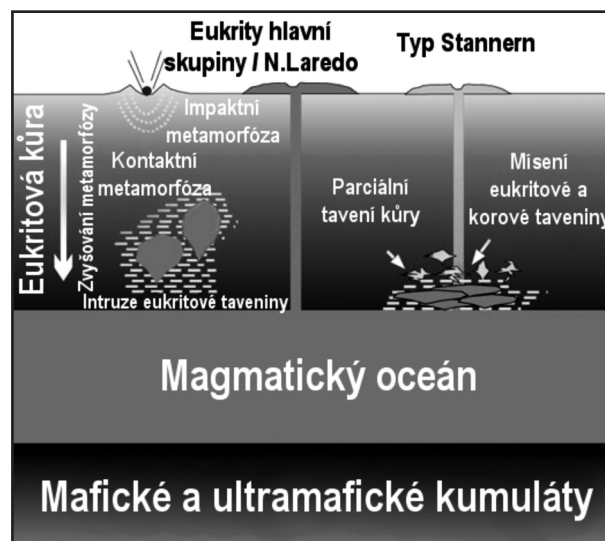 Eukrity hlavní
skupiny / N.Laredo
Typ Stannern
Impaktní
metamorfóza
Kontaktní
metamorfóza
Eukritová kůra
Zvyšování metamorfózy
Intruze eukritové taveniny
Parciální
tavení kůry
Mísení
eukritové a
korové taveniny
Magmatický oceán
Mafické a ultramafické kumuláty